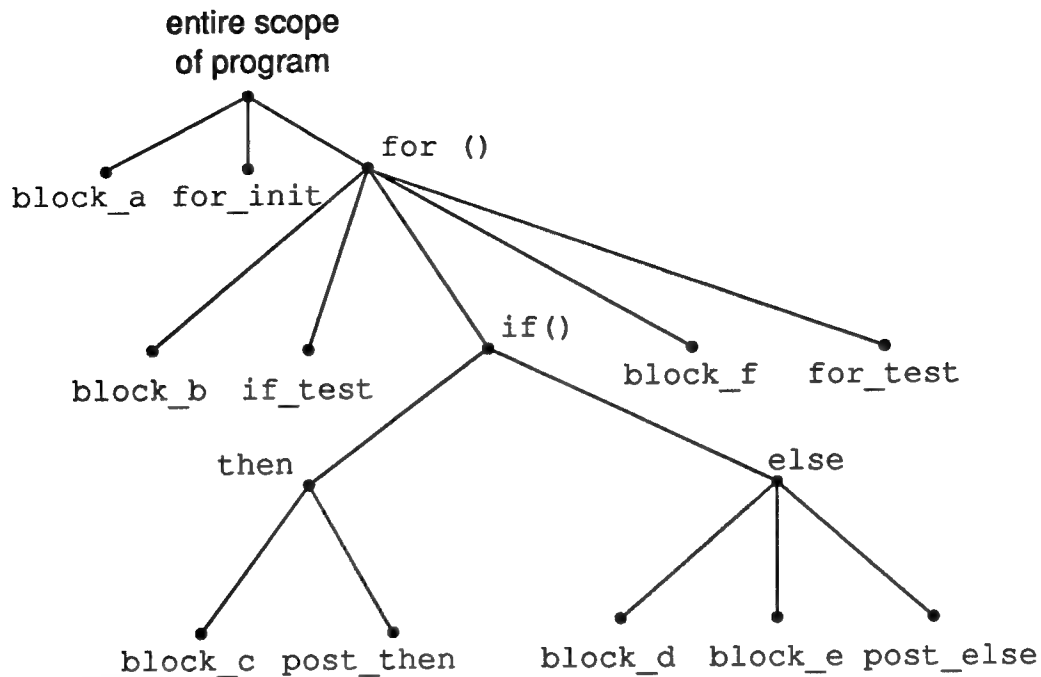 entire scope
of program
for ()
block_a for_init
if()
block_b if_test
block_f for_test
then
else
block_c post_then
block_d block_e post_else